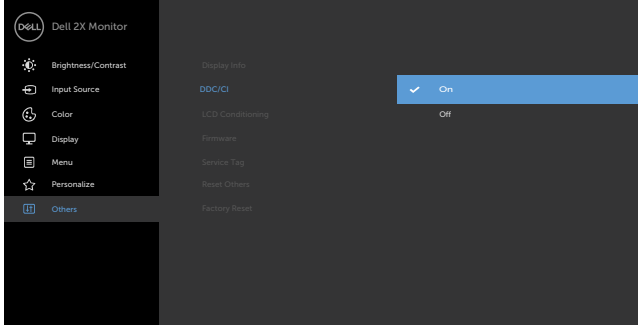 DELL
Dell 2X Monitor
Brightness/Contrast
Input Source
Color
Display
Menu
Personalize
Others
Display Info
DDC/CI
LCD Conditioning
Firmware
Service Tag
Reset Others
Factory Reset
On
Off